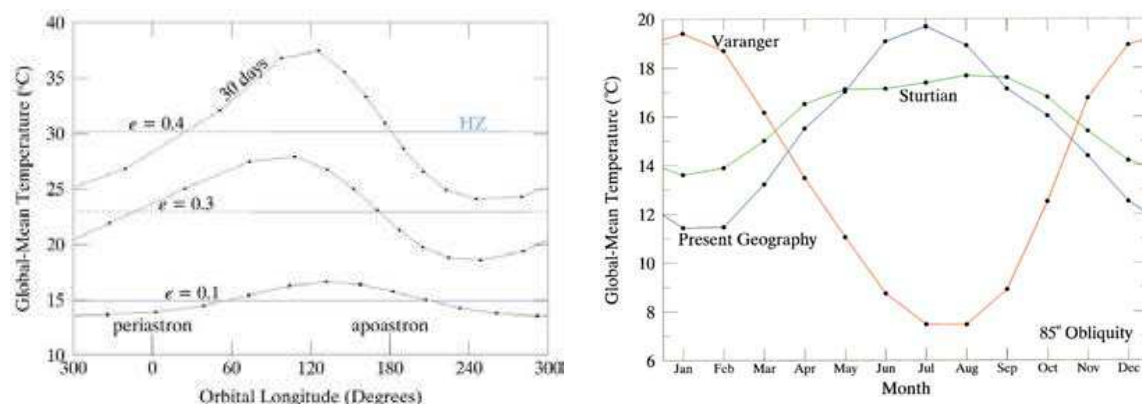 40
35
30
25
20
15
10
Global-Mean Temperature (°C)
30 days
e = 0.4
HZ
e = 0.3
e = 0.1
periastron
apoastron
300 0 60 120 180 240 300
Orbital Longitude (Degrees)
20
18
16
14
12
10
8
6
Global-Mean Temperature (°C)
Varanger
Sturtian
Present Geography
85° Obliquity
Jan Feb Mar Apr May Jun Jul Aug Sep Oct Nov Dec
Month